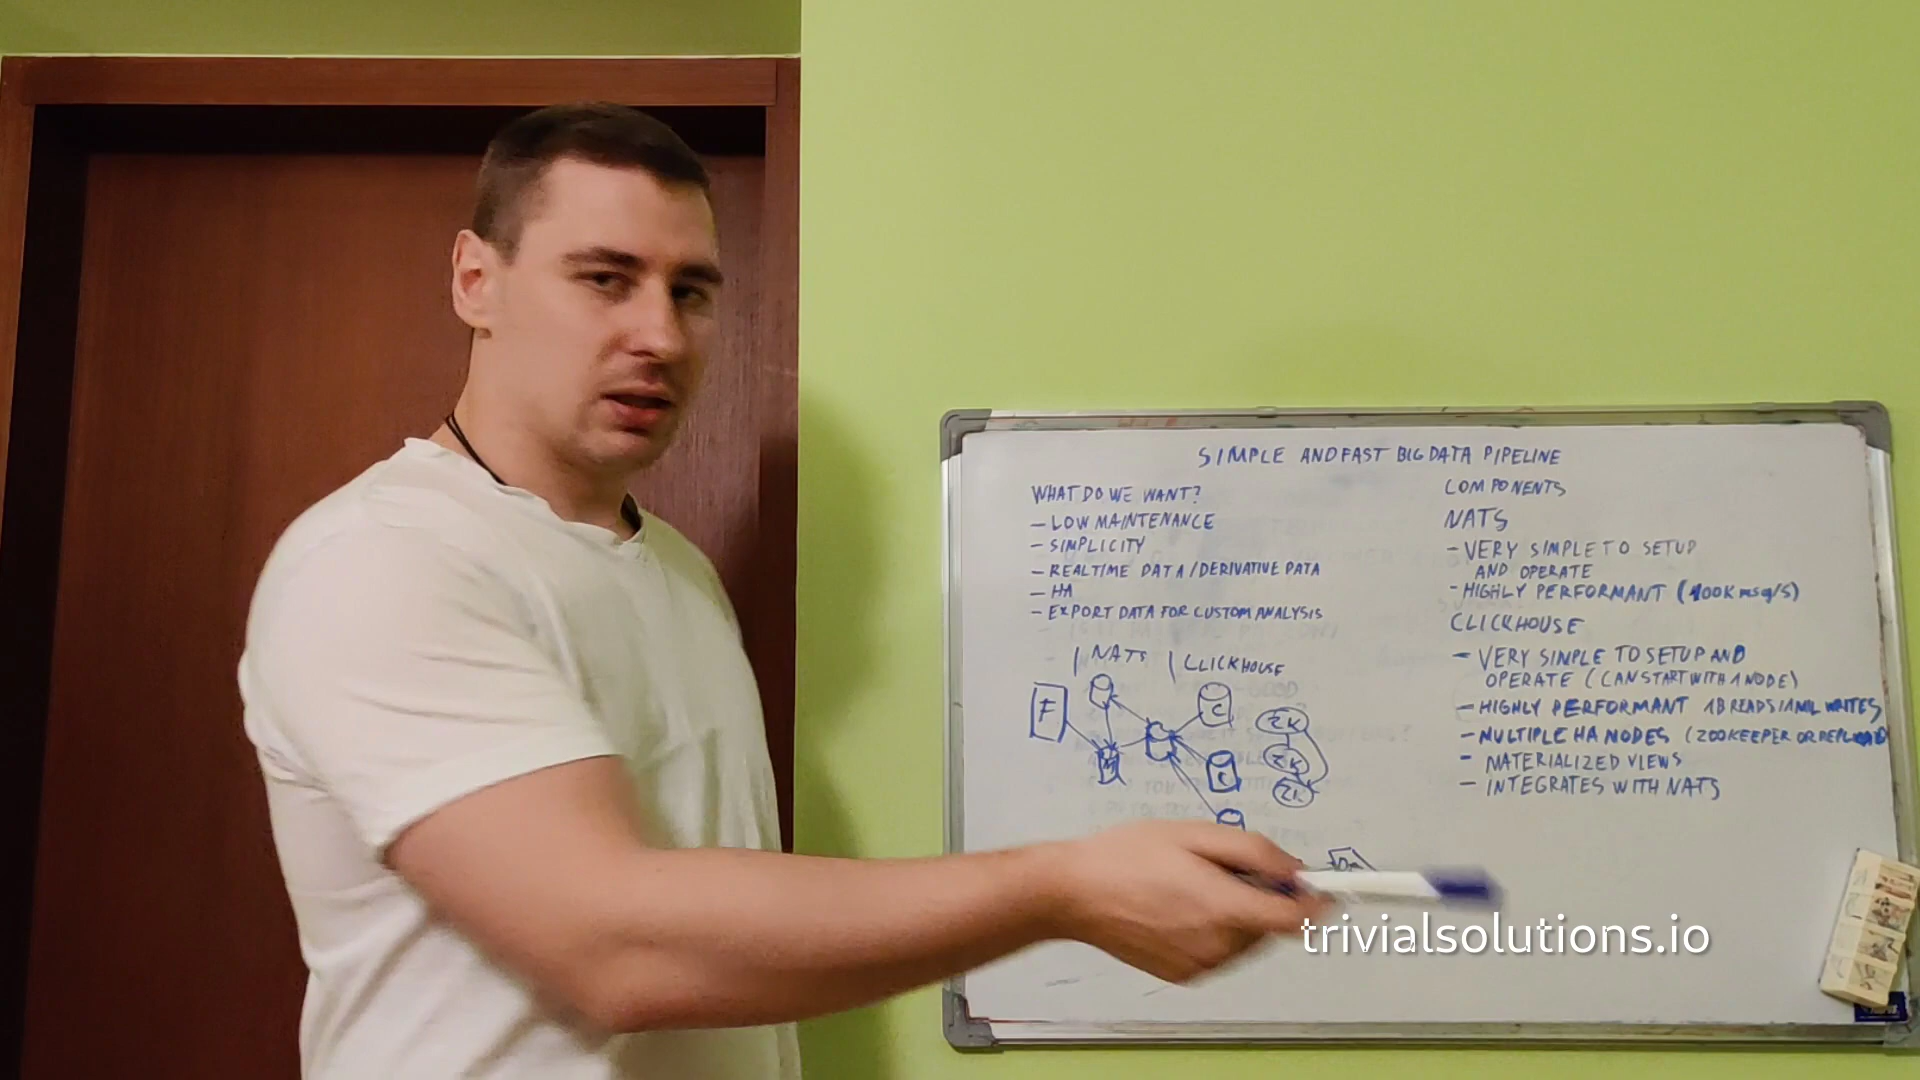 SIMPLE AND FAST BIG DATA PIPELINE
WHAT DO WE WANT?
- LOW MAINTENANCE
- SIMPLICITY
- REALTIME DATA/DERIVATIVE DATA
- HA
- EXPORT DATA FOR CUSTOM ANALYSIS
| NATS | CLICKHOUSE
F
C
C
ZK
ZK
ZK
COMPONENTS
NATS
- VERY SIMPLE TO SETUP
AND OPERATE
- HIGHLY PERFORMANT (100K msg/s)
CLICKHOUSE
- VERY SIMPLE TO SETUP AND
OPERATE (CAN START WITH 1 NODE)
- HIGHLY PERFORMANT 1B READS/1MIL WRITES
- MULTIPLE HA NODES (ZOOKEEPER OR
- MATERIALIZED VIEWS
- INTEGRATES WITH NATS
trivialsolutions.io